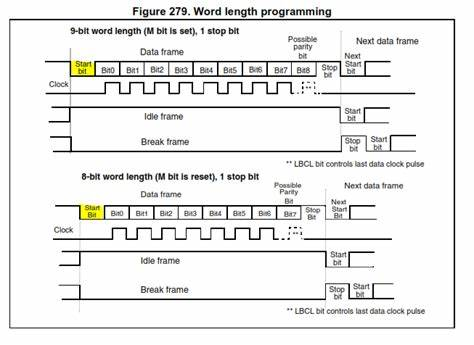 Figure 279. Word length programming
9-bit word length (M bit is set), 1 stop bit
Data frame
Possible parity bit
Next data frame
Start bit Bit0 Bit1 Bit2 Bit3 Bit4 Bit5 Bit6 Bit7 Bit8 Stop bit Next Start bit
Clock **
Idle frame Start bit
Break frame Stop bit Start bit
** LBCL bit controls last data clock pulse
8-bit word length (M bit is reset), 1 stop bit
Data frame
Possible Parity Bit
Next data frame
Start Bit Bit0 Bit1 Bit2 Bit3 Bit4 Bit5 Bit6 Bit7 Stop Bit Next Start Bit
Clock **
Idle frame Start bit
Break frame Stop bit Start bit
** LBCL bit controls last data clock pulse